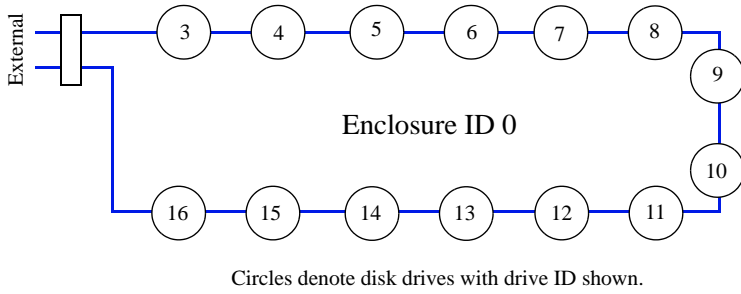 External
3 4 5 6 7 8
9
Enclosure ID 0
10
16 15 14 13 12 11
Circles denote disk drives with drive ID shown.